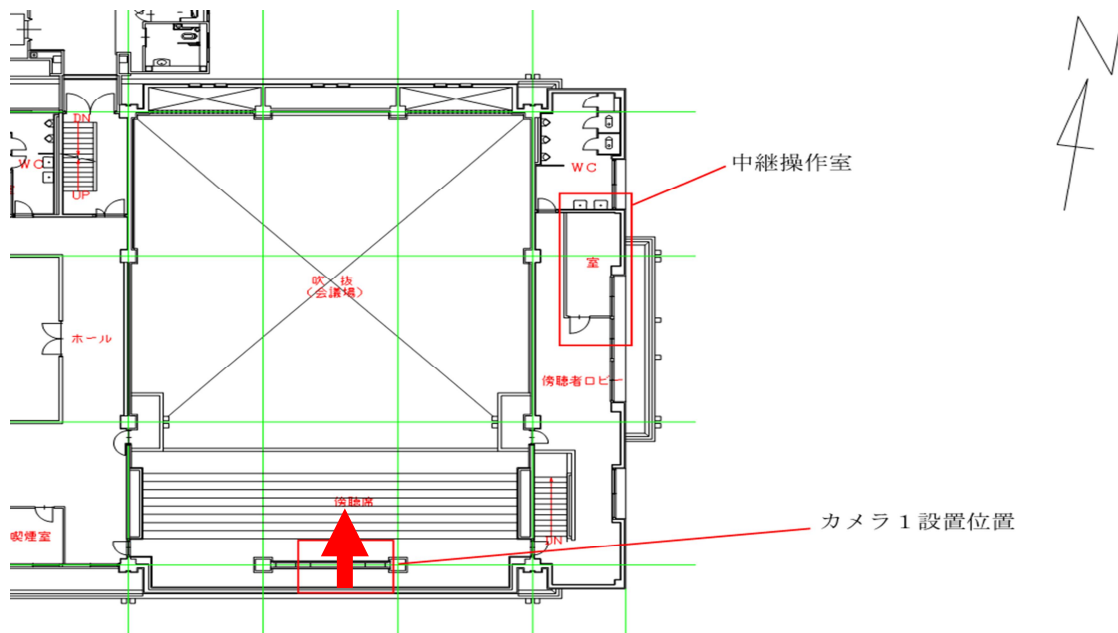 N
DN
WC
UP
WC
中継操作室
室
吹 抜
(会議場)
ホール
傍聴者ロビー
傍聴席
喫煙室
DN
カメラ1設置位置